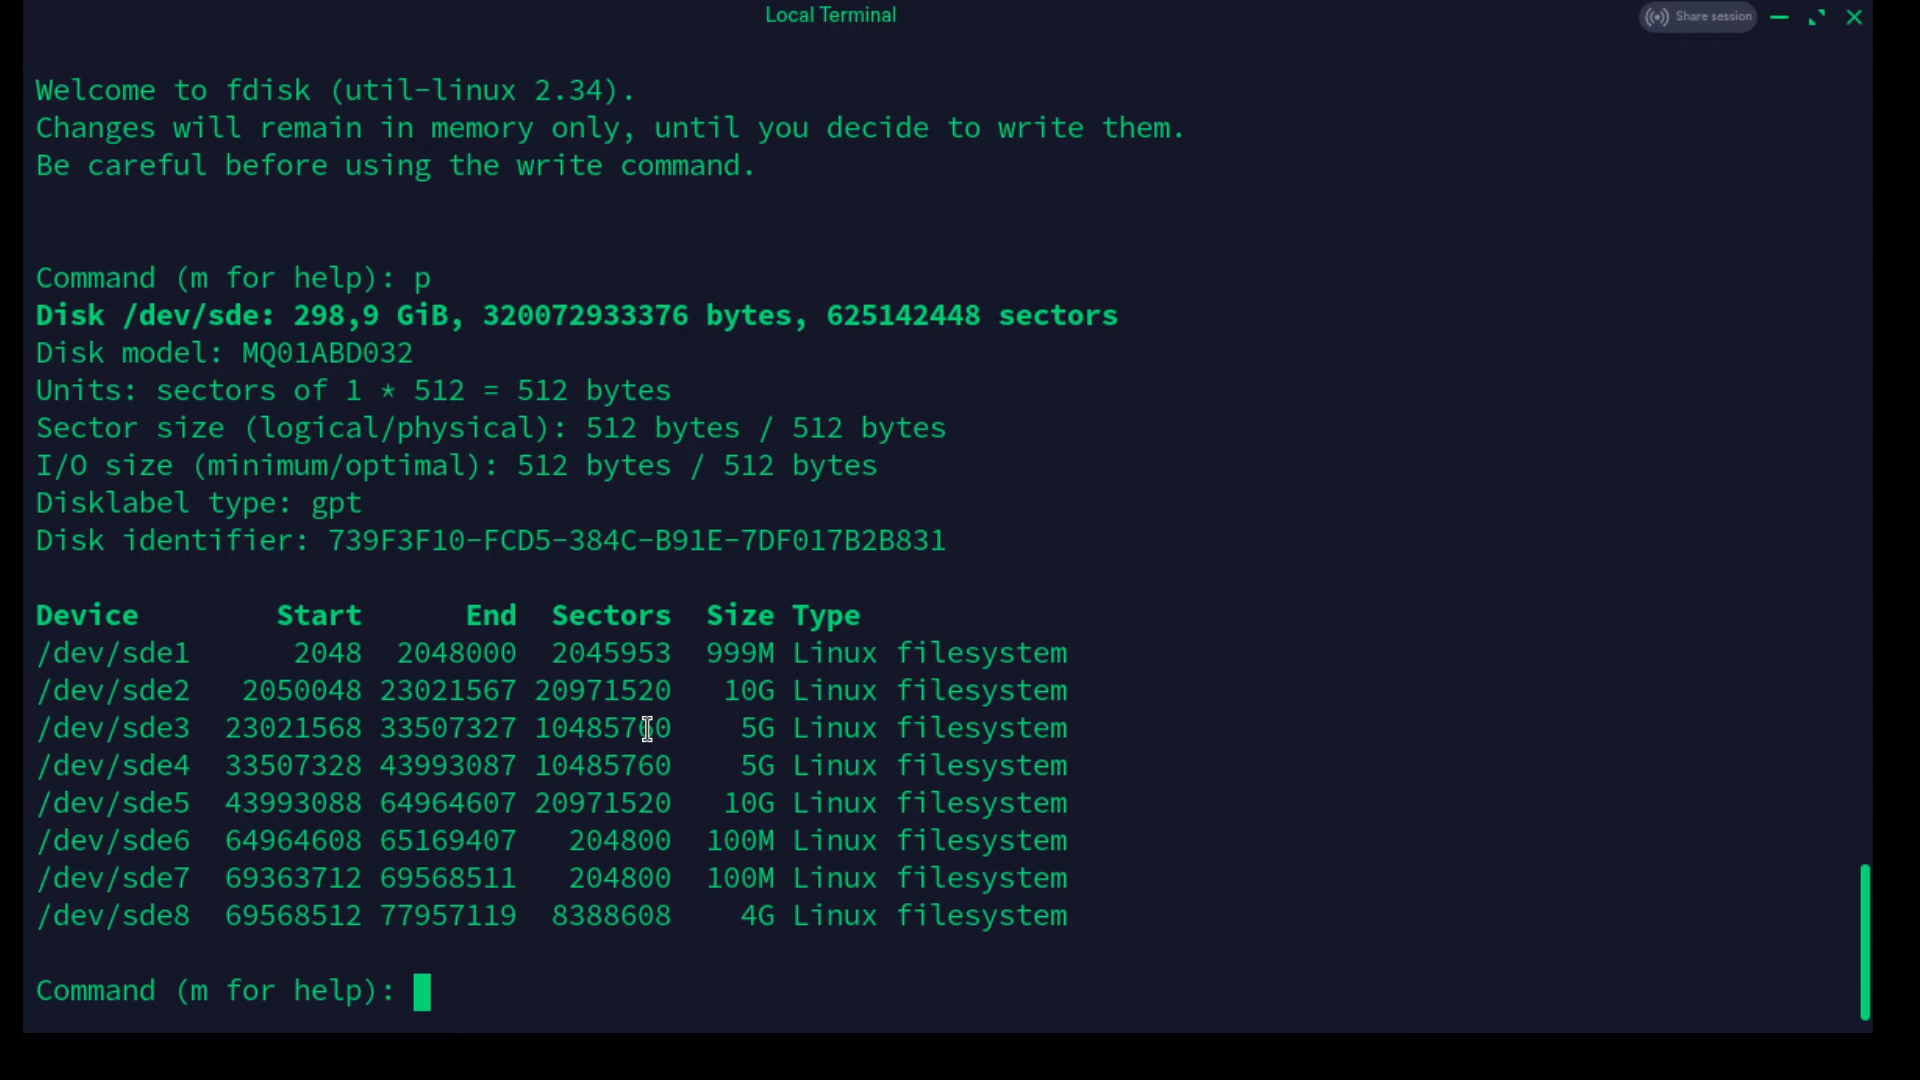 Local Terminal
Share session
Welcome to fdisk (util-linux 2.34).
Changes will remain in memory only, until you decide to write them.
Be careful before using the write command.
Command (m for help): p
Disk /dev/sde: 298,9 GiB, 320072933376 bytes, 625142448 sectors
Disk model: MQ01ABD032
Units: sectors of 1 * 512 = 512 bytes
Sector size (logical/physical): 512 bytes / 512 bytes
I/O size (minimum/optimal): 512 bytes / 512 bytes
Disklabel type: gpt
Disk identifier: 739F3F10-FCD5-384C-B91E-7DF017B2B831
Device Start End Sectors Size Type
/dev/sde1 2048 2048000 2045953 999M Linux filesystem
/dev/sde2 2050048 23021567 20971520 10G Linux filesystem
/dev/sde3 23021568 33507327 10485760 5G Linux filesystem
/dev/sde4 33507328 43993087 10485760 5G Linux filesystem
/dev/sde5 43993088 64964607 20971520 10G Linux filesystem
/dev/sde6 64964608 65169407 204800 100M Linux filesystem
/dev/sde7 69363712 69568511 204800 100M Linux filesystem
/dev/sde8 69568512 77957119 8388608 4G Linux filesystem
Command (m for help):